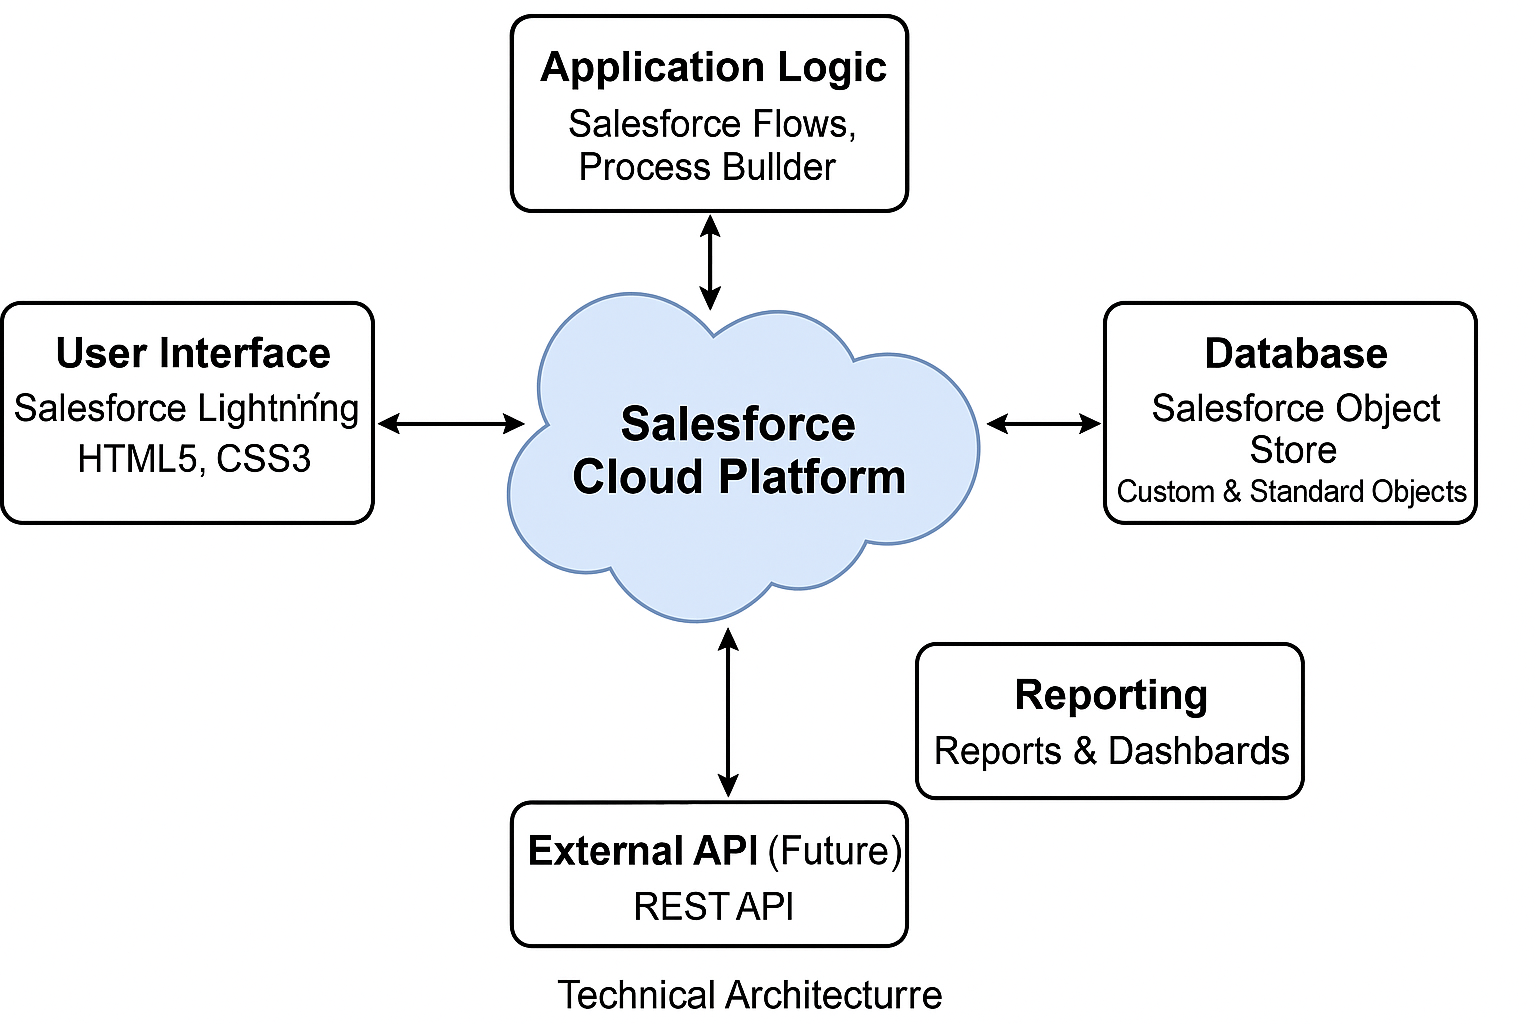 Application Logic
Salesforce Flows,
Process Bullder
User Interface
Salesforce Lightnïńng
HTML5, CSS3
Salesforce
Cloud Platform
Database
Salesforce Object
Store
Custom & Standard Objects
Reporting
Reports & Dashbards
External API (Future)
REST API
Technical Architecturre